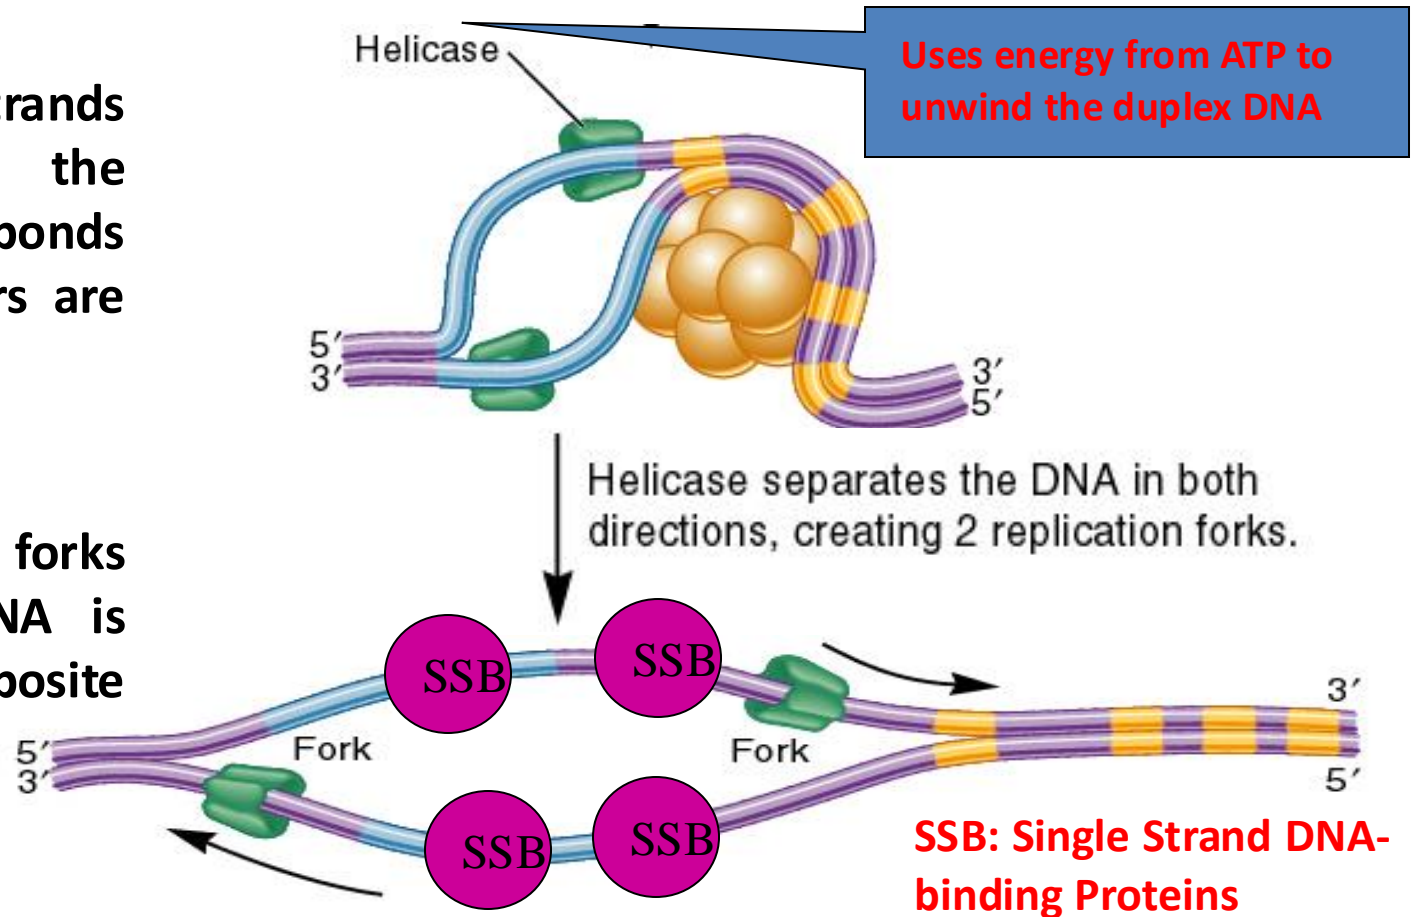 Helicase
Uses energy from ATP to
unwind the duplex DNA
trands
the
bonds
rs are
5′
3′
3′
5′
Helicase separates the DNA in both
directions, creating 2 replication forks.
forks
NA is
posite
SSB
SSB
Fork
Fork
5′
3′
3′
5′
SSB
SSB
SSB: Single Strand DNA-
binding Proteins